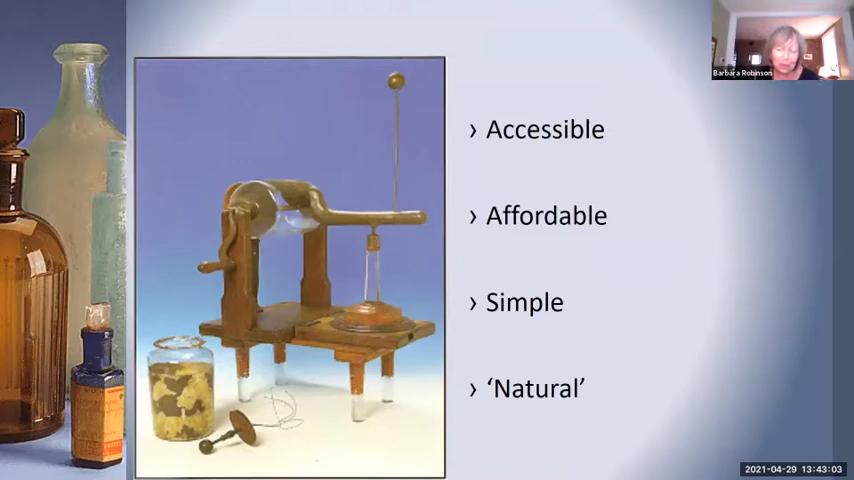 Barbara Robinson
› Accessible
› Affordable
› Simple
› ‘Natural’
2021-04-29 13:43:03